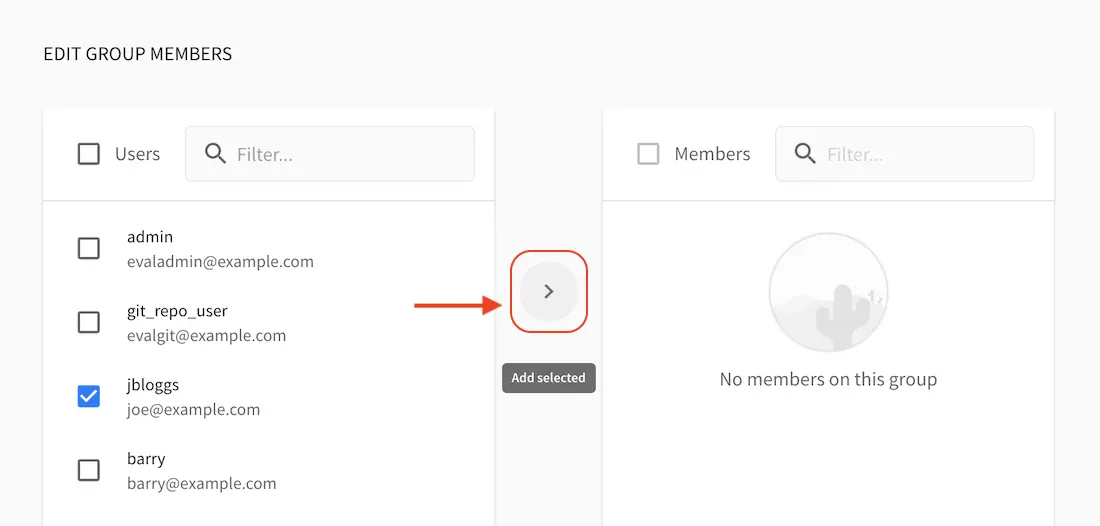 EDIT GROUP MEMBERS
Users
Filter...
admin
evaladmin@example.com
git_repo_user
evalgit@example.com
jbloggs
joe@example.com
barry
barry@example.com
Add selected
Members
Filter...
No members on this group